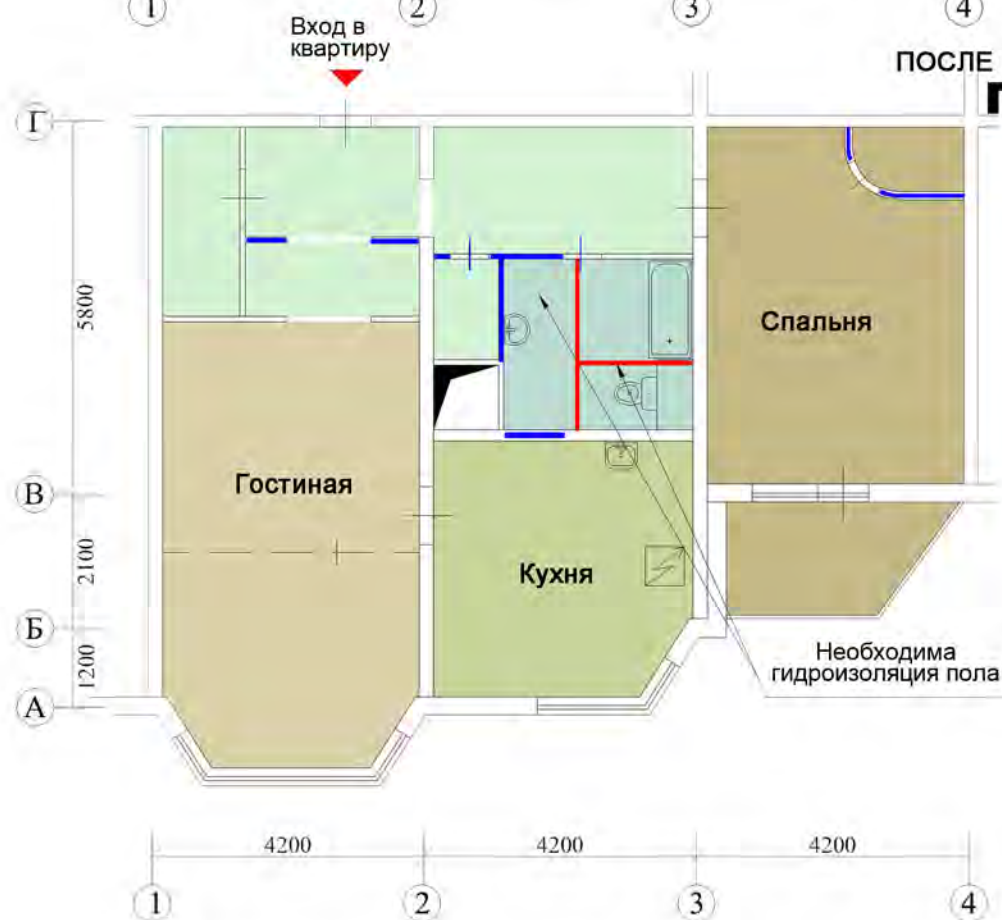 1
2
3
4
Вход в
квартиру
ПОСЛЕ
Г
5800
Спальня
Гостиная
В
2100
Кухня
Б
1200
Необходима
гидроизоляция пола
А
4200
4200
4200
1
2
3
4